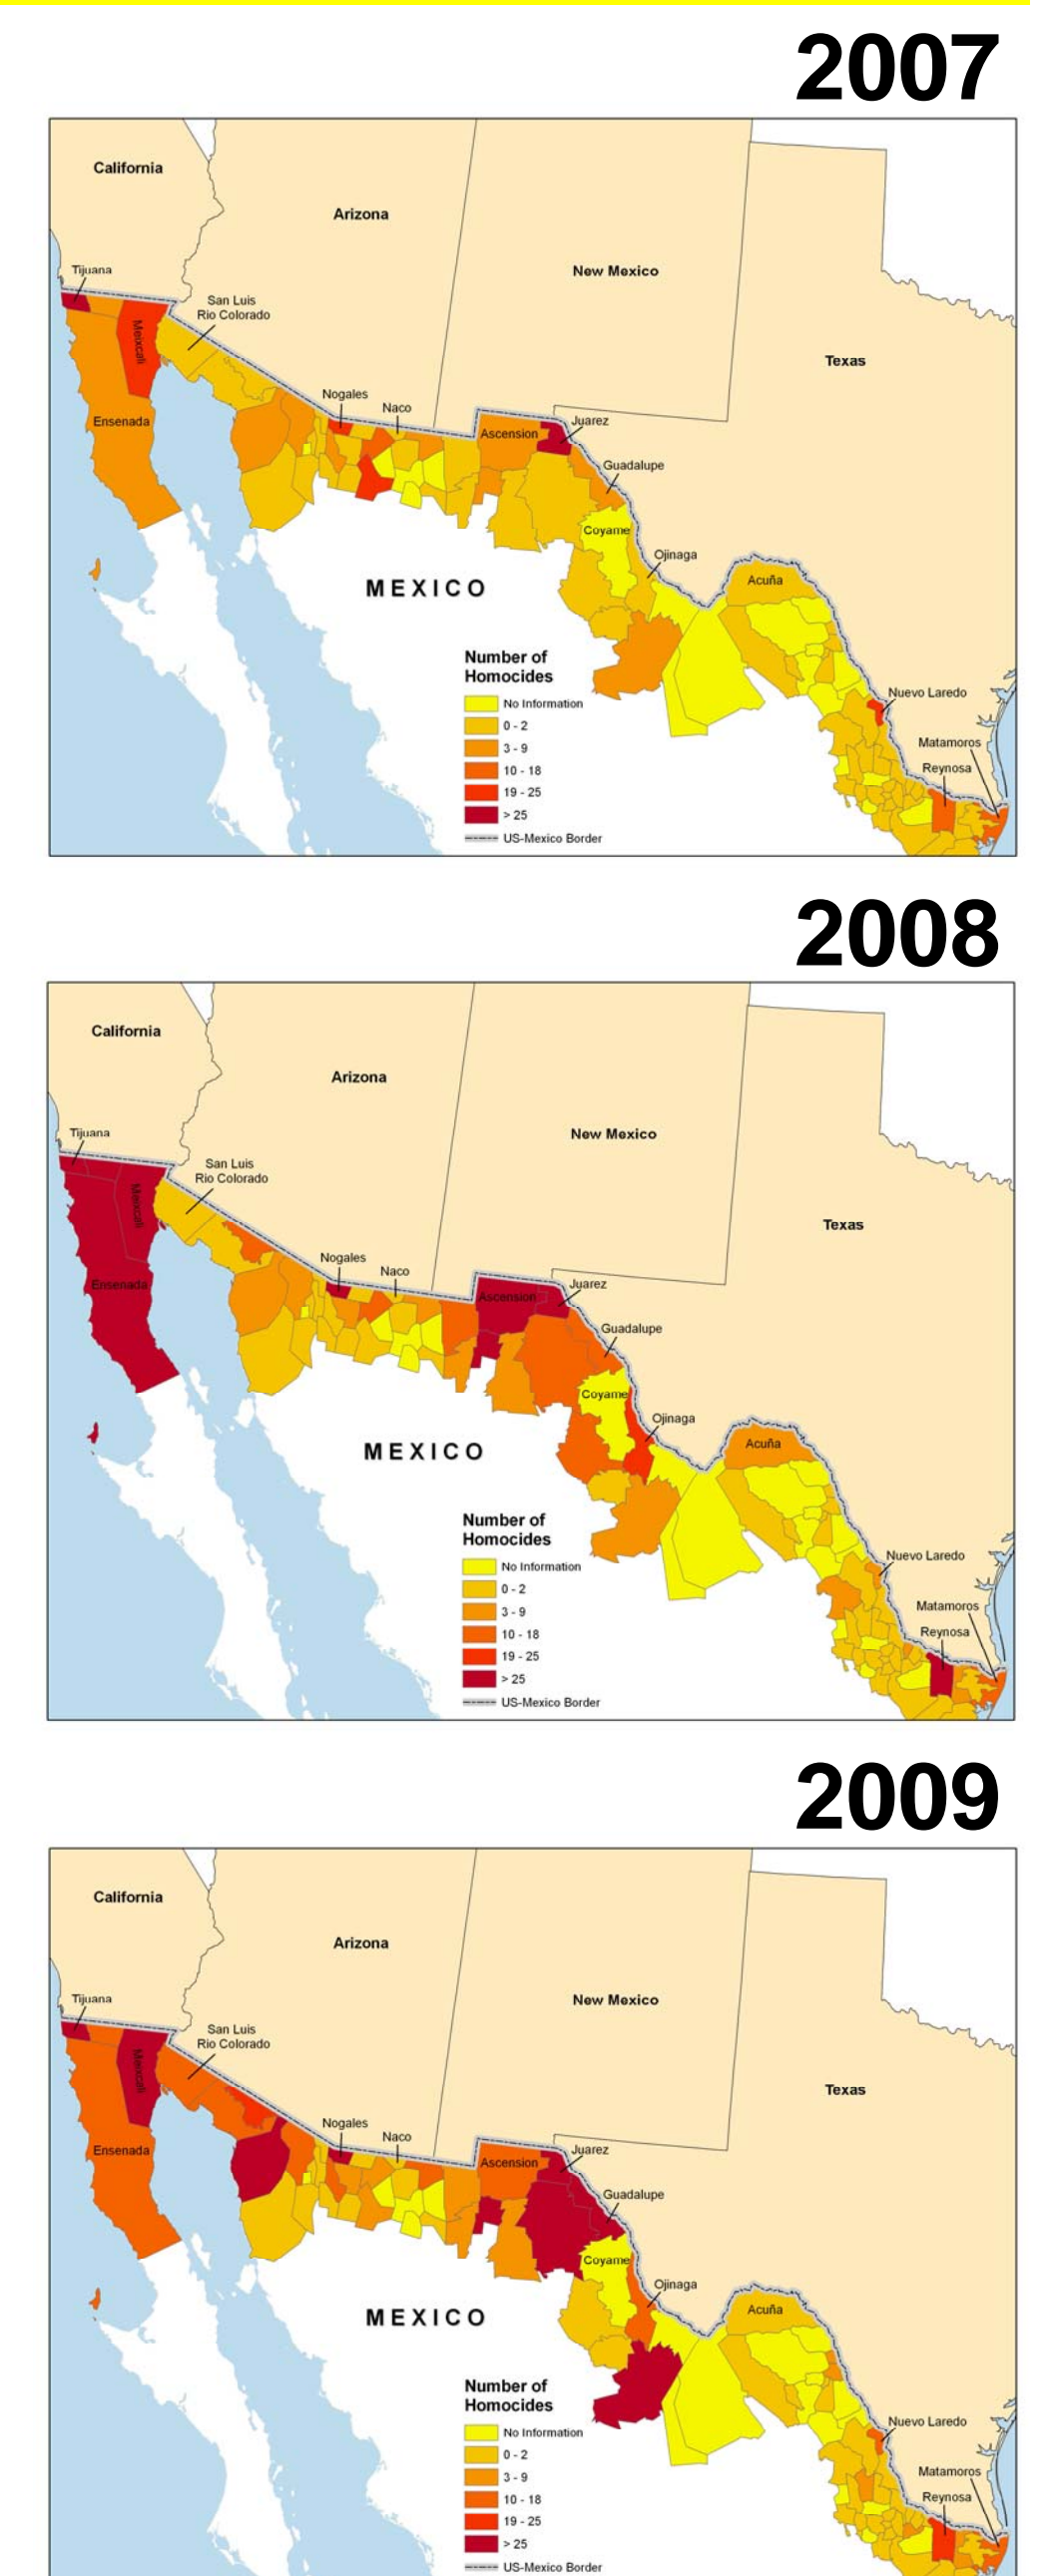 2007
California
Arizona
New Mexico
Texas
Tijuana
San Luis
Rio Colorado
Meixcali
Ensenada
Nogales
Naco
Ascension
Juarez
Guadalupe
Coyame
Ojinaga
Acuña
MEXICO
Nuevo Laredo
Matamoros
Reynosa
Number of
Homocides
No Information
0 - 2
3 - 9
10 - 18
19 - 25
> 25
US-Mexico Border
2008
California
Arizona
New Mexico
Texas
Tijuana
San Luis
Rio Colorado
Meixcali
Ensenada
Nogales
Naco
Ascension
Juarez
Guadalupe
Coyame
Ojinaga
Acuña
MEXICO
Nuevo Laredo
Matamoros
Reynosa
Number of
Homocides
No Information
0 - 2
3 - 9
10 - 18
19 - 25
> 25
US-Mexico Border
2009
California
Arizona
New Mexico
Texas
Tijuana
San Luis
Rio Colorado
Meixcali
Ensenada
Nogales
Naco
Ascension
Juarez
Guadalupe
Coyame
Ojinaga
Acuña
MEXICO
Nuevo Laredo
Matamoros
Reynosa
Number of
Homocides
No Information
0 - 2
3 - 9
10 - 18
19 - 25
> 25
US-Mexico Border